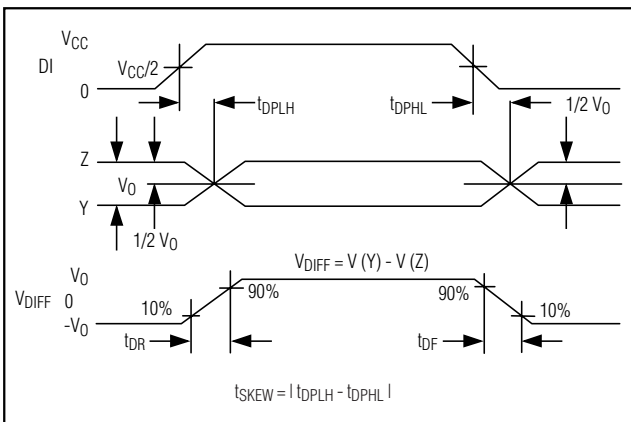 VCC
DI
VCC/2
0
tDPLH
tDPHL
1/2 VO
Z
VO
Y
1/2 VO
VDIFF = V (Y) - V (Z)
VO
VDIFF 0
-VO
10%
90%
90%
10%
tDR
tDF
tSKEW = | tDPLH - tDPHL |